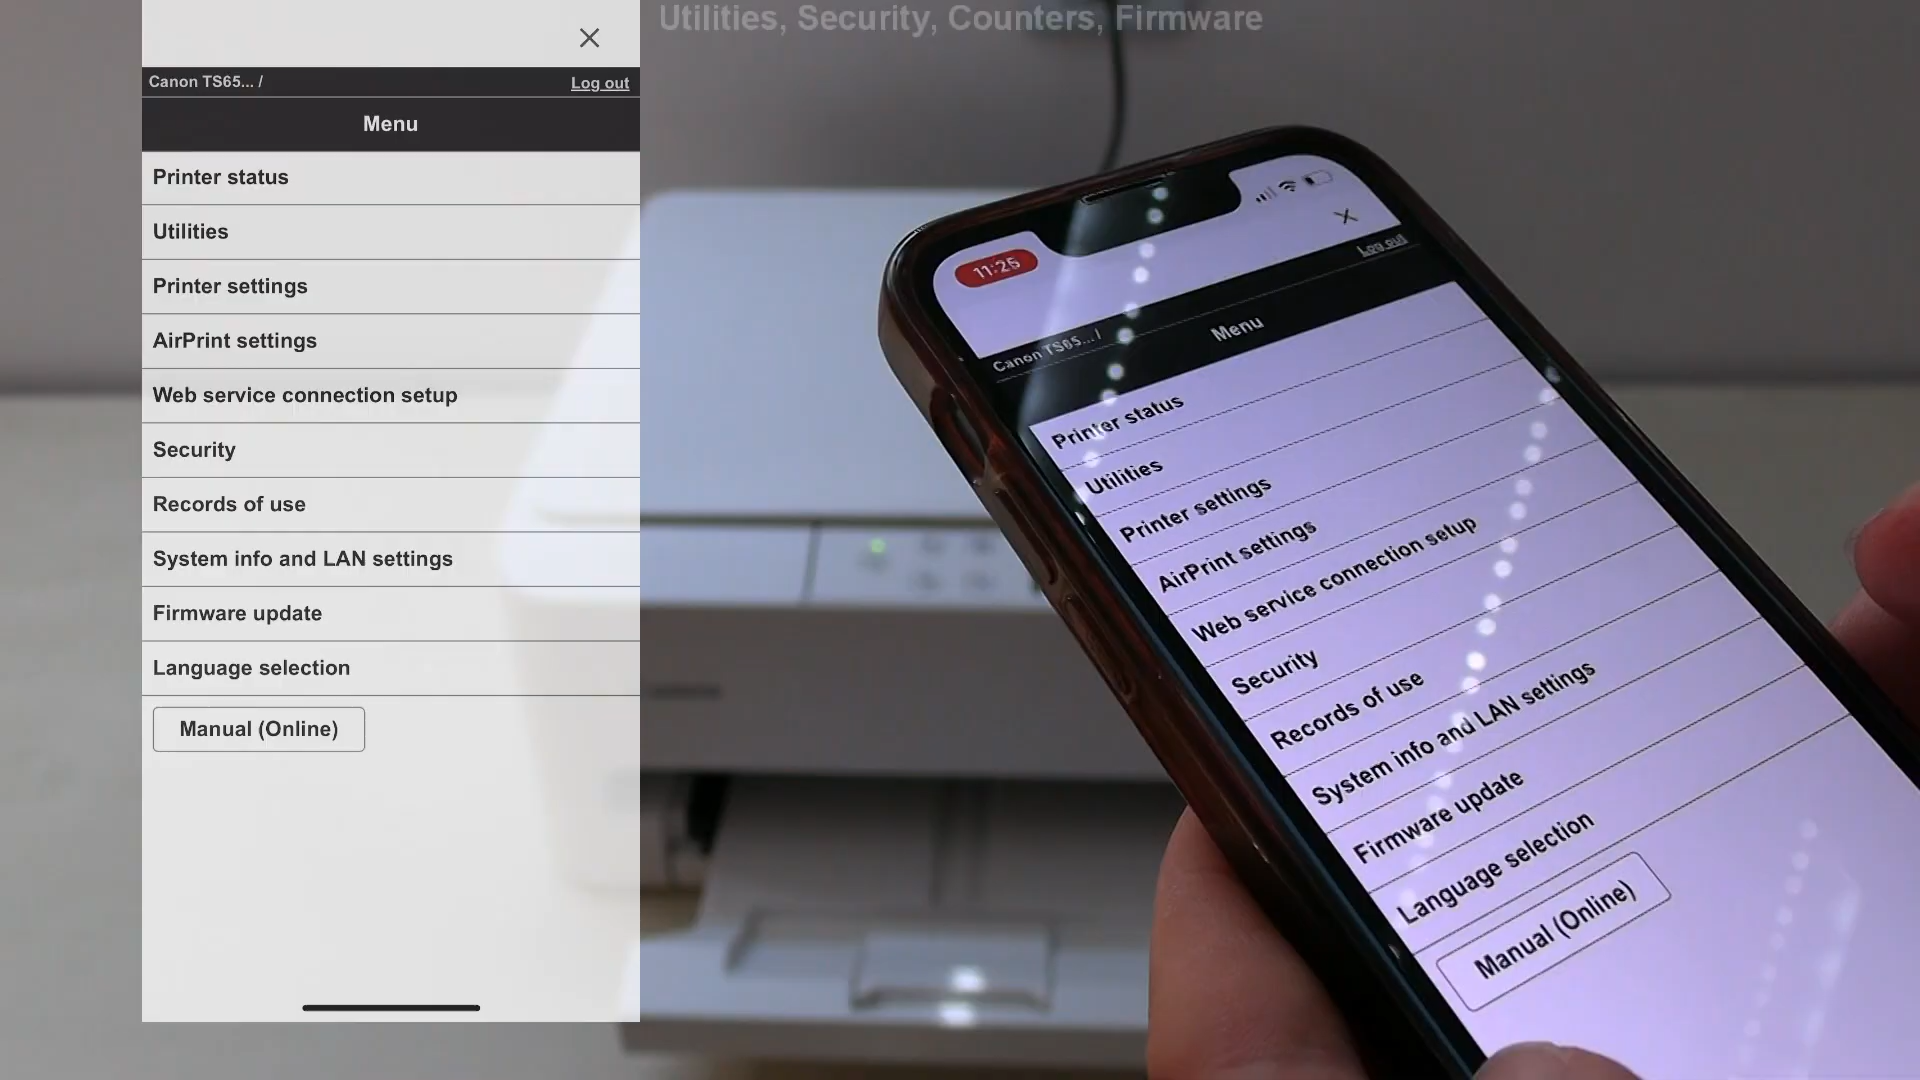 Utilities, Security, Counters, Firmware
Canon TS65... /
Log out
Menu
Printer status
Utilities
Printer settings
AirPrint settings
Web service connection setup
Security
Records of use
System info and LAN settings
Firmware update
Language selection
Manual (Online)
11:25
Log out
Canon TS65... /
Menu
Printer status
Utilities
Printer settings
AirPrint settings
Web service connection setup
Security
Records of use
System info and LAN settings
Firmware update
Language selection
Manual (Online)